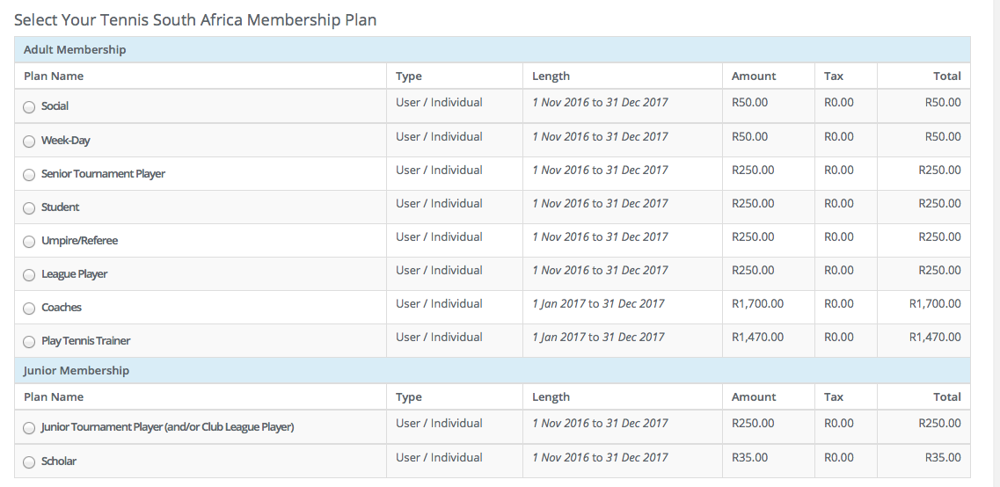 Select Your Tennis South Africa Membership Plan
Adult Membership
Plan Name Type Length Amount Tax Total
Social User / Individual 1 Nov 2016 to 31 Dec 2017 R50.00 R0.00 R50.00
Week-Day User / Individual 1 Nov 2016 to 31 Dec 2017 R50.00 R0.00 R50.00
Senior Tournament Player User / Individual 1 Nov 2016 to 31 Dec 2017 R250.00 R0.00 R250.00
Student User / Individual 1 Nov 2016 to 31 Dec 2017 R250.00 R0.00 R250.00
Umpire/Referee User / Individual 1 Nov 2016 to 31 Dec 2017 R250.00 R0.00 R250.00
League Player User / Individual 1 Nov 2016 to 31 Dec 2017 R250.00 R0.00 R250.00
Coaches User / Individual 1 Jan 2017 to 31 Dec 2017 R1,700.00 R0.00 R1,700.00
Play Tennis Trainer User / Individual 1 Jan 2017 to 31 Dec 2017 R1,470.00 R0.00 R1,470.00
Junior Membership
Plan Name Type Length Amount Tax Total
Junior Tournament Player (and/or Club League Player) User / Individual 1 Nov 2016 to 31 Dec 2017 R250.00 R0.00 R250.00
Scholar User / Individual 1 Nov 2016 to 31 Dec 2017 R35.00 R0.00 R35.00